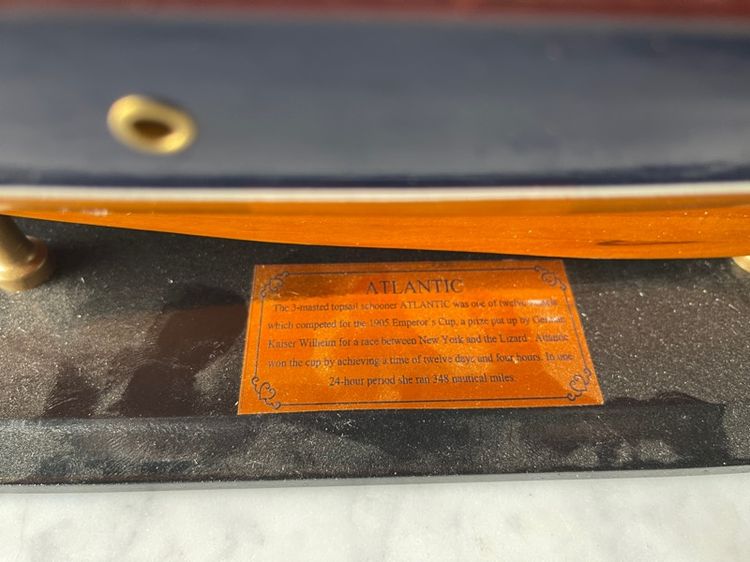 ATLANTIC
The 3-masted topsail schooner ATLANTIC was one of twelve
which competed for the 1905 Emperor's Cup, a prize put up by German
Kaiser Wilhelm for a race between New York and the Lizard. Atlantic
won the cup by achieving a time of twelve days and four hours. In one
24-hour period she ran 348 nautical miles.